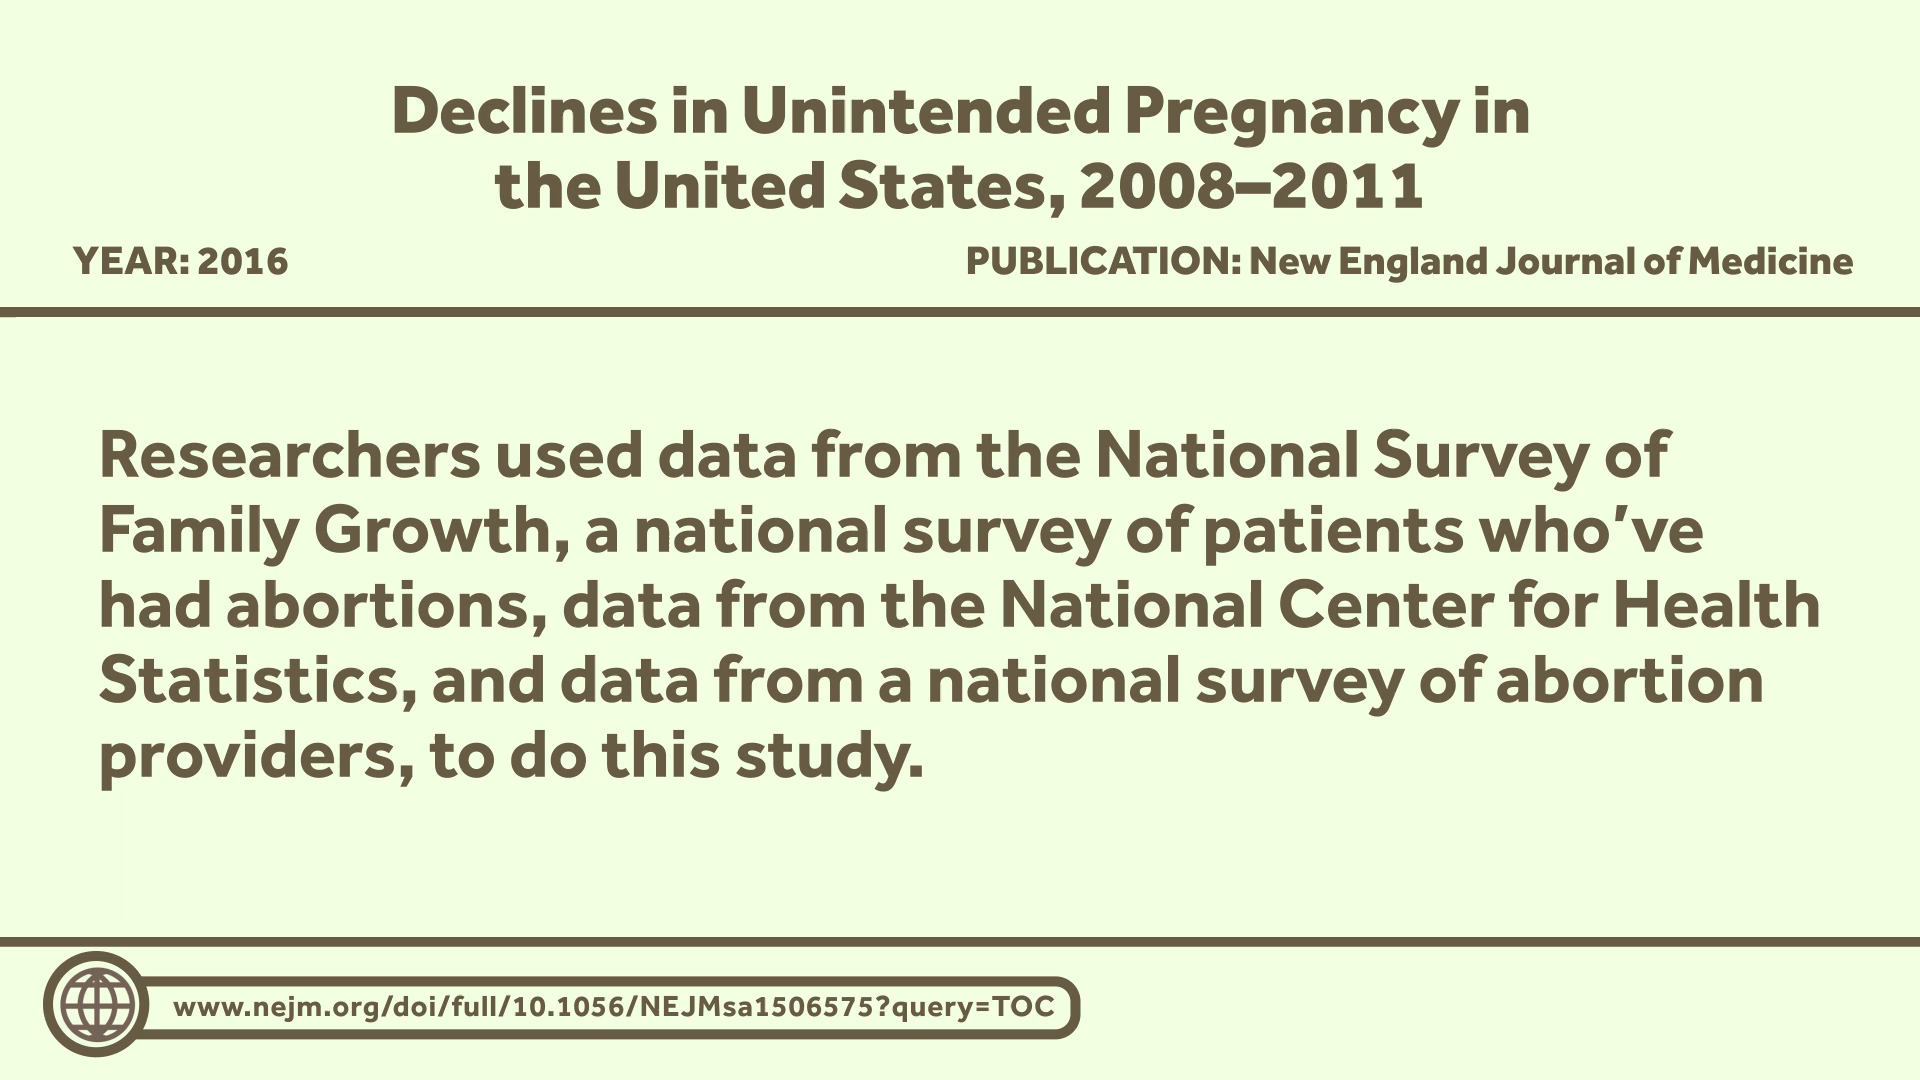 Declines in Unintended Pregnancy in
the United States, 2008–2011
YEAR: 2016
PUBLICATION: New England Journal of Medicine
Researchers used data from the National Survey of
Family Growth, a national survey of patients who’ve
had abortions, data from the National Center for Health
Statistics, and data from a national survey of abortion
providers, to do this study.
www.nejm.org/doi/full/10.1056/NEJMsa1506575?query=TOC